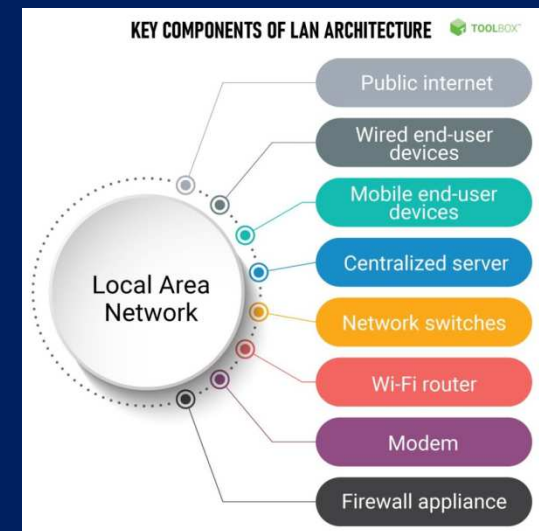 KEY COMPONENTS OF LAN ARCHITECTURE
TOOLBOX
Public internet
Wired end-user
devices
Mobile end-user
devices
Centralized server
Local Area
Network
Network switches
Wi-Fi router
Modem
Firewall appliance